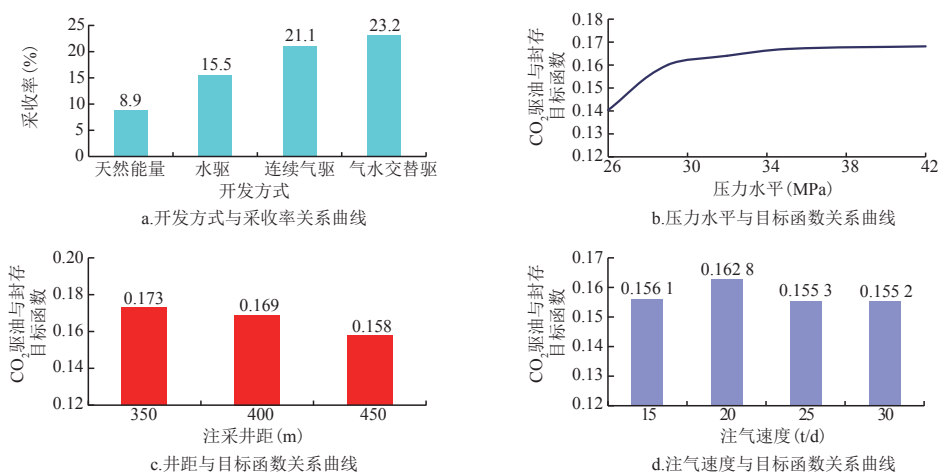 采收率(%)
25
20
15
10
5
0
8.9
15.5
21.1
23.2
天然能量
水驱
连续气驱
气水交替驱
开发方式
a.开发方式与采收率关系曲线
CO₂驱油与封存
目标函数
0.18
0.17
0.16
0.15
0.14
0.13
0.12
26
30
34
38
42
压力水平(MPa)
b.压力水平与目标函数关系曲线
CO₂驱油与封存
目标函数
0.20
0.18
0.16
0.14
0.12
0.173
0.169
0.158
350
400
450
注采井距(m)
c.井距与目标函数关系曲线
CO₂驱油与封存
目标函数
0.17
0.16
0.15
0.14
0.13
0.12
0.156 1
0.162 8
0.155 3
0.155 2
15
20
25
30
注气速度(t/d)
d.注气速度与目标函数关系曲线